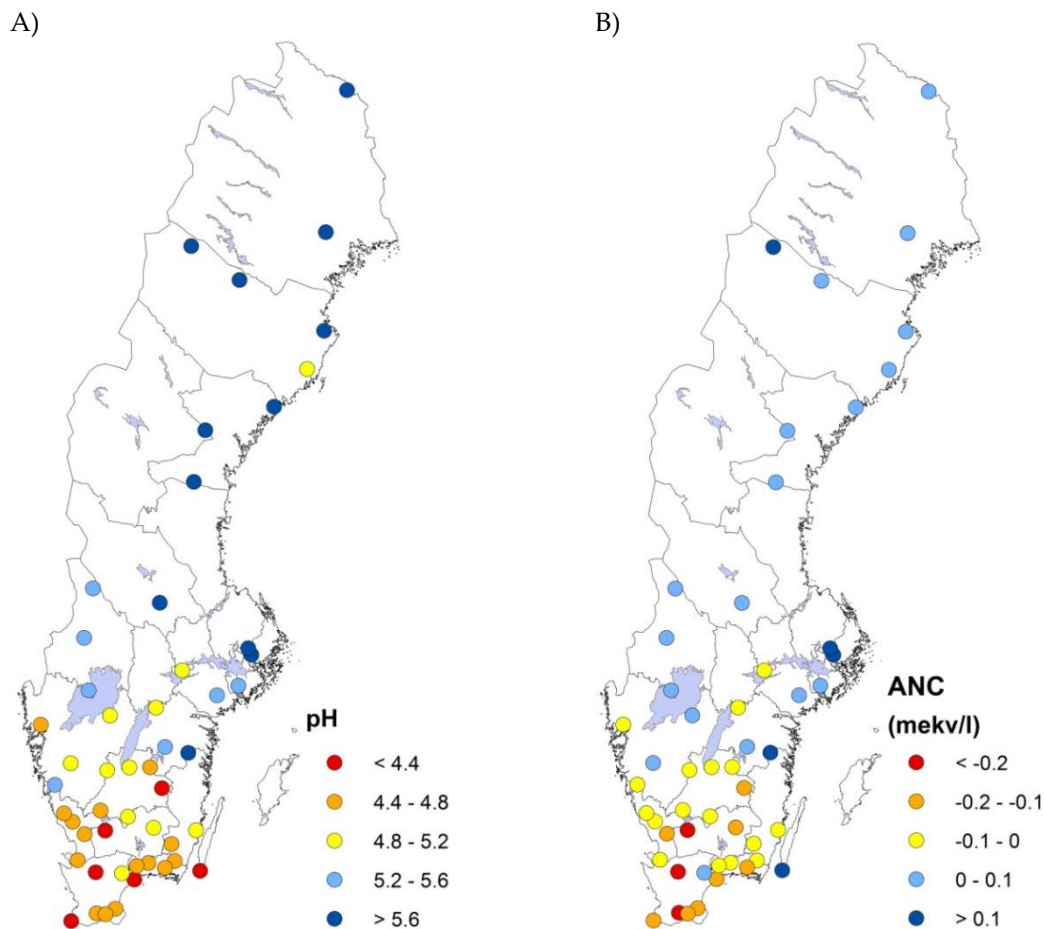 A)
B)
pH
< 4.4
4.4 - 4.8
4.8 - 5.2
5.2 - 5.6
> 5.6
ANC
(mekv/l)
< -0.2
-0.2 - -0.1
-0.1 - 0
0 - 0.1
> 0.1